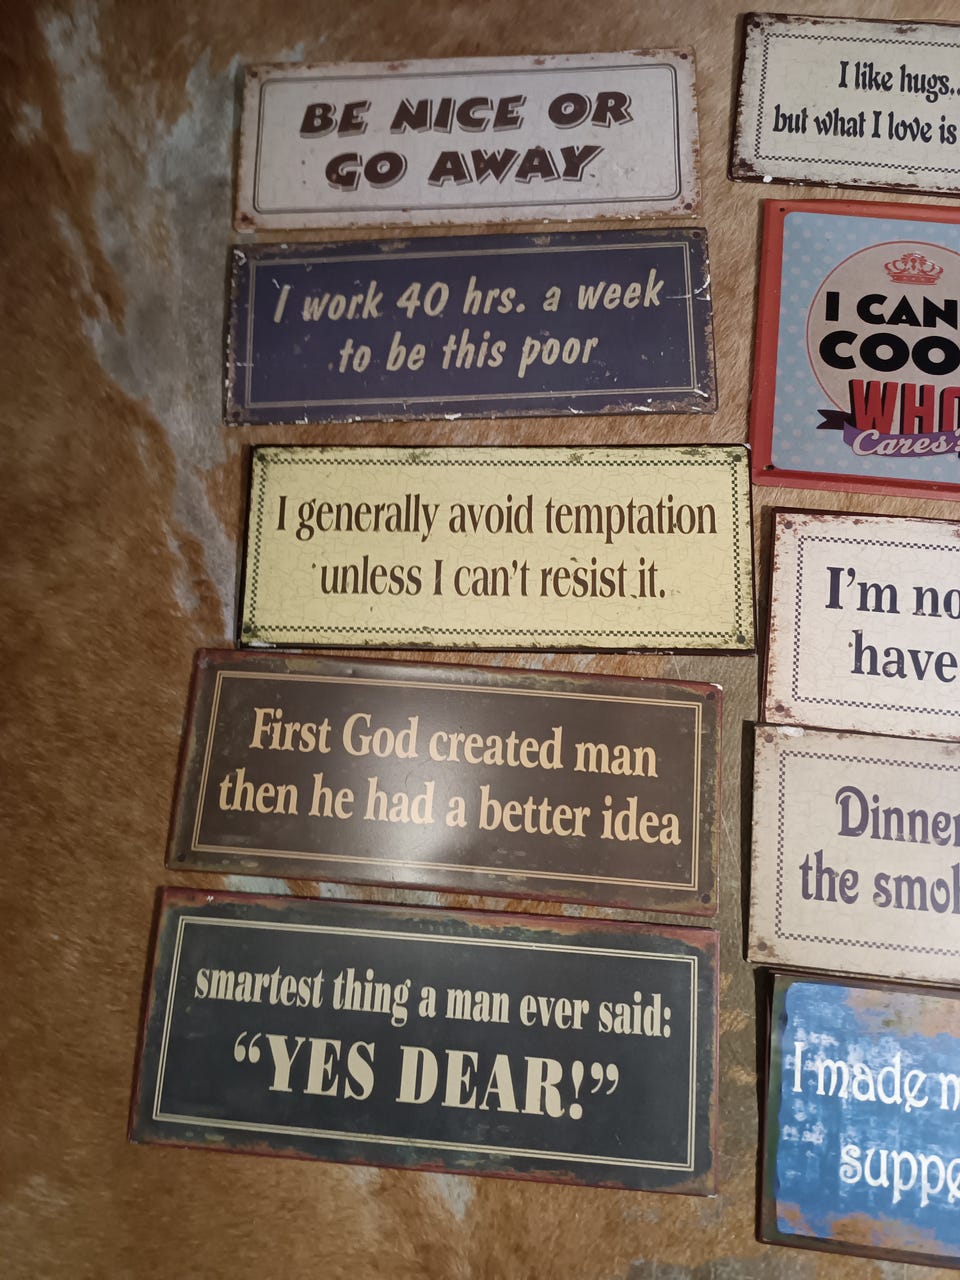 BE NICE OR
GO AWAY
I work 40 hrs. a week
to be this poor
I generally avoid temptation
unless I can't resist it.
First God created man
then he had a better idea
smartest thing a man ever said:
“YES DEAR!”
I like hugs..
but what I love is
I CAN
COO
WHO
Cares?
I'm no
have
Dinner
the smok
I made m
suppe